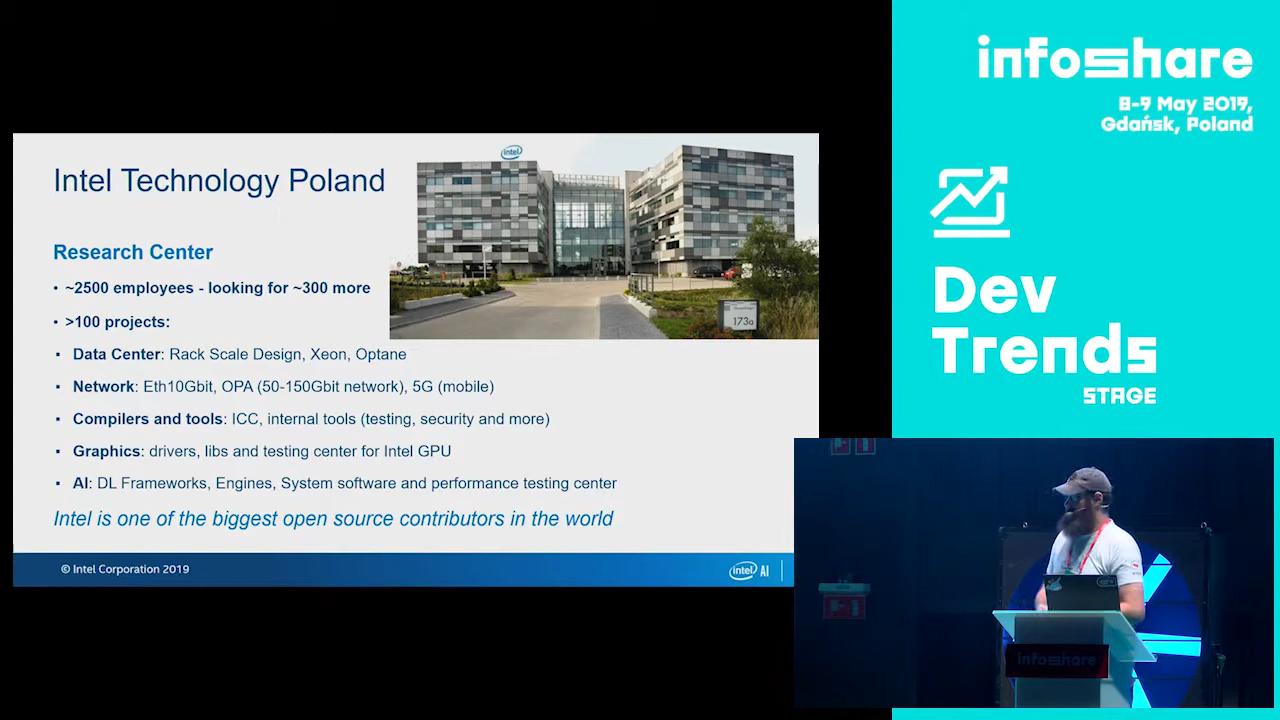 Intel Technology Poland
intel
Research Center
• ~2500 employees - looking for ~300 more
• >100 projects:
173a
▪ Data Center: Rack Scale Design, Xeon, Optane
▪ Network: Eth10Gbit, OPA (50-150Gbit network), 5G (mobile)
▪ Compilers and tools: ICC, internal tools (testing, security and more)
▪ Graphics: drivers, libs and testing center for Intel GPU
▪ AI: DL Frameworks, Engines, System software and performance testing center
Intel is one of the biggest open source contributors in the world
© Intel Corporation 2019
intel AI
infoshare
8-9 May 2019,
Gdańsk, Poland
Dev
Trends
STAGE
infoshare